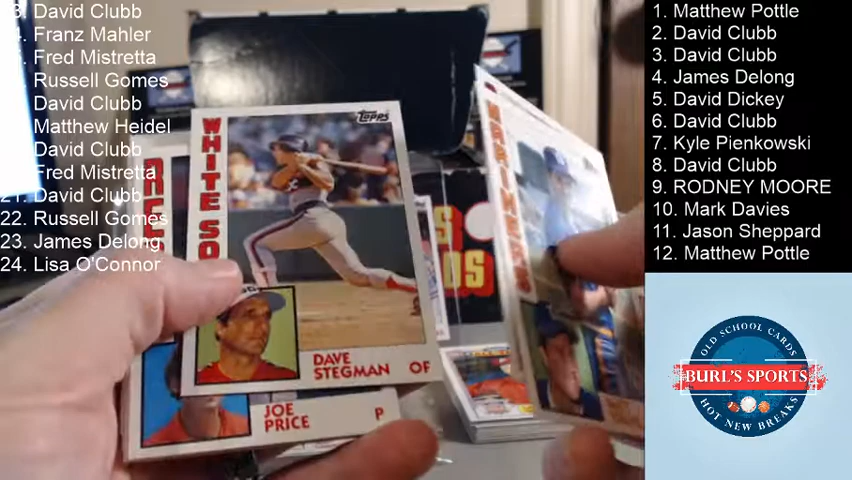 3. David Clubb
4. Franz Mahler
Fred Mistretta
Russell Gomes
David Clubb
Matthew Heidel
David Clubb
Fred Mistretta
21. David Clubb
22. Russell Gomes
23. James Delong
24. Lisa O'Connor
Topps
WHITE SO
DAVE
STEGMAN OF
JOE
PRICE P
MARINERS
1. Matthew Pottle
2. David Clubb
3. David Clubb
4. James Delong
5. David Dickey
6. David Clubb
7. Kyle Pienkowski
8. David Clubb
9. RODNEY MOORE
10. Mark Davies
11. Jason Sheppard
12. Matthew Pottle
OLD SCHOOL CARDS
BURL'S SPORTS
HOT NEW BREAKS